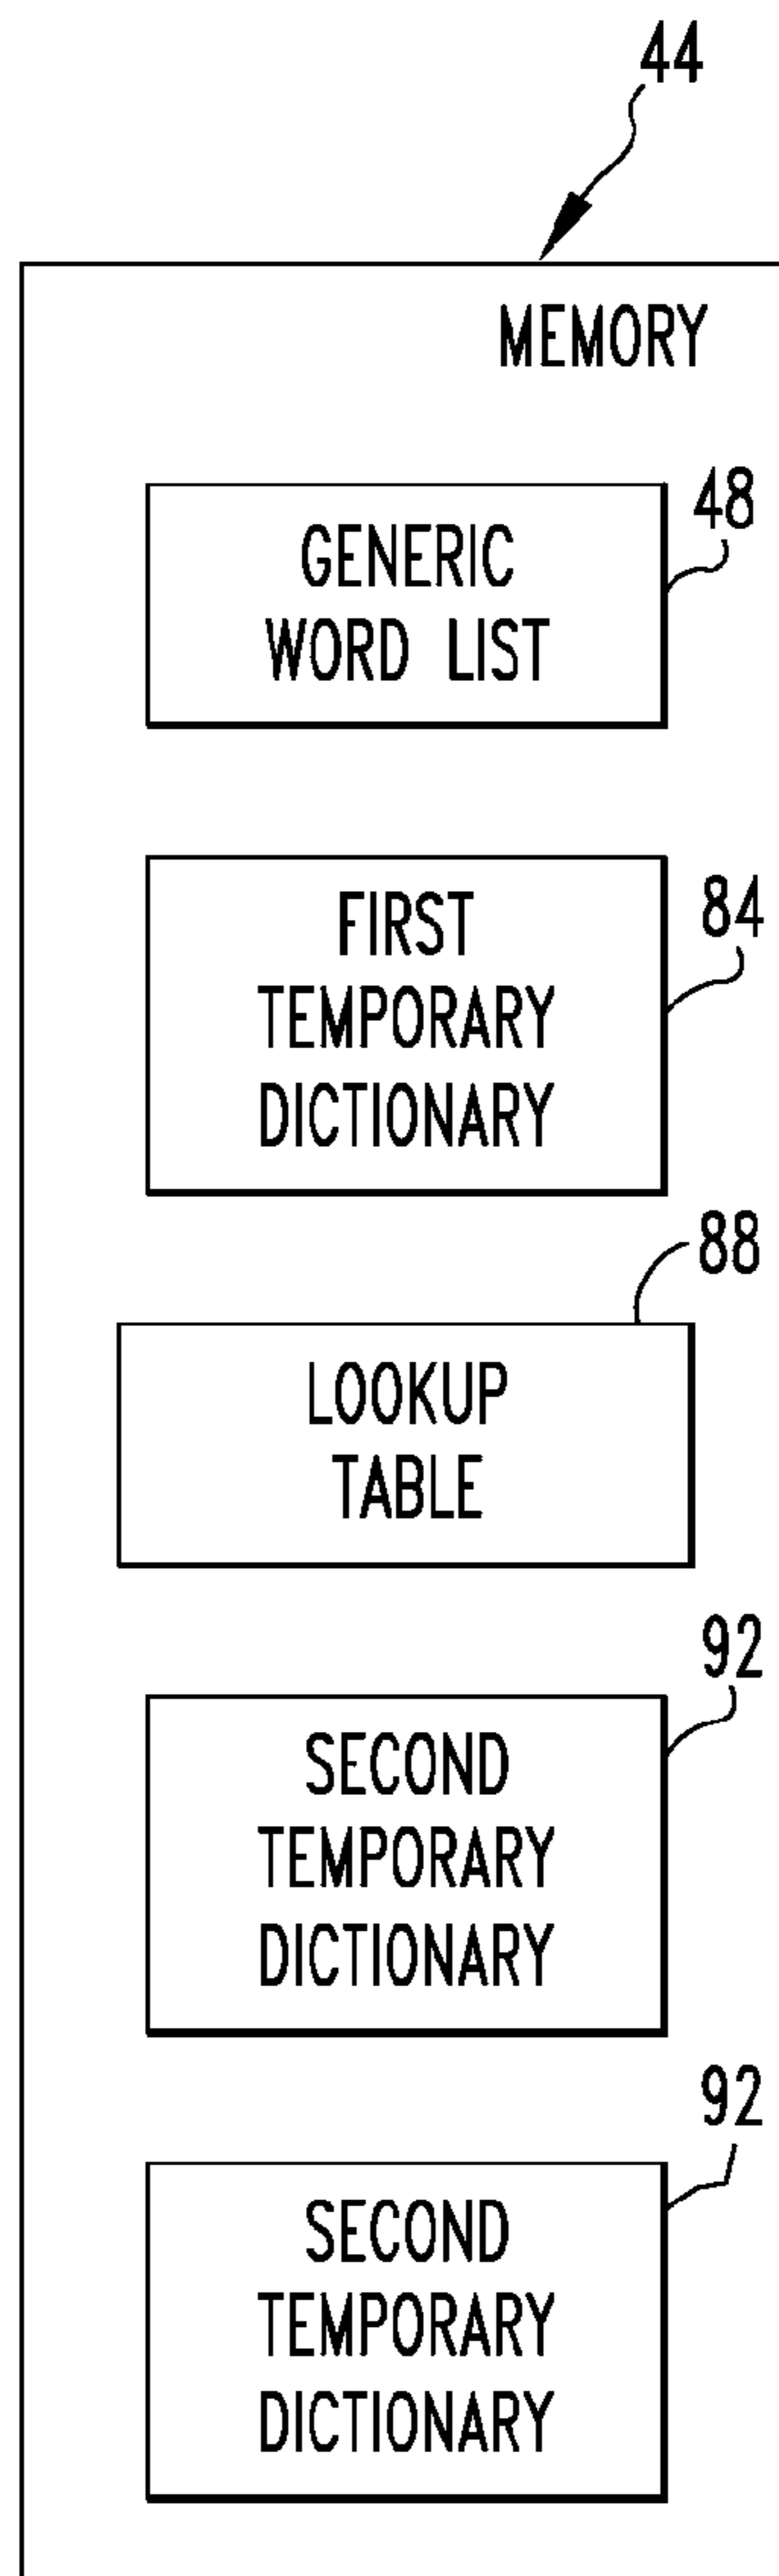 44
MEMORY
48
GENERIC
WORD LIST
84
FIRST
TEMPORARY
DICTIONARY
88
LOOKUP
TABLE
92
SECOND
TEMPORARY
DICTIONARY
92
SECOND
TEMPORARY
DICTIONARY